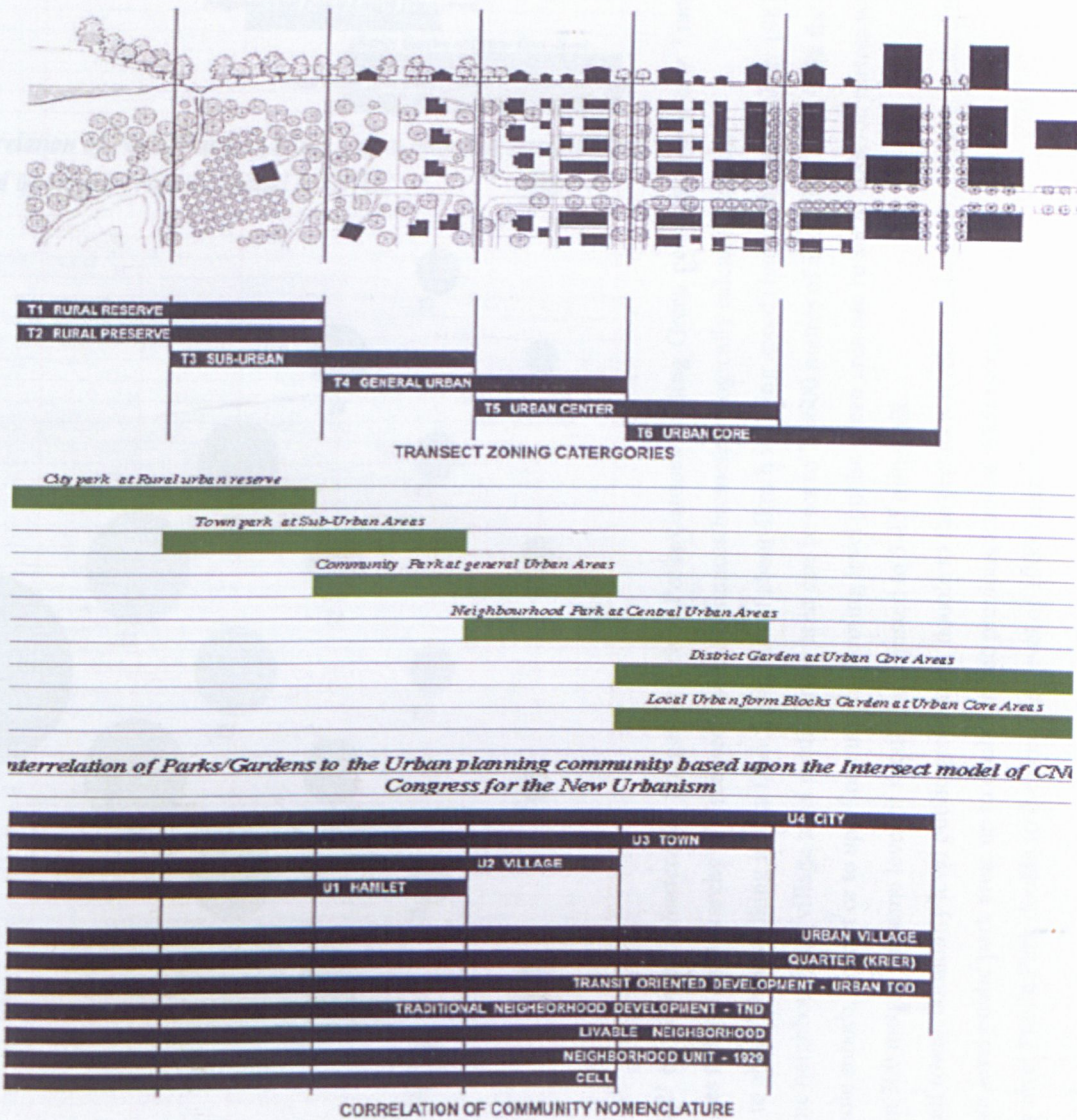 T1 RURAL RESERVE
T2 RURAL PRESERVE
T3 SUB-URBAN
T4 GENERAL URBAN
T5 URBAN CENTER
T6 URBAN CORE
TRANSECT ZONING CATERGORIES
City park at Rural urban reserve
Town park at Sub-Urban Areas
Community Park at general Urban Areas
Neighbourhood Park at Central Urban Areas
District Garden at Urban Core Areas
Local Urban form Blocks Garden at Urban Core Areas
nterrelation of Parks/Gardens to the Urban planning community based upon the Intersect model of CNU
Congress for the New Urbanism
U4 CITY
U3 TOWN
U2 VILLAGE
U1 HAMLET
URBAN VILLAGE
QUARTER (KRIER)
TRANSIT ORIENTED DEVELOPMENT - URBAN TOD
TRADITIONAL NEIGHBORHOOD DEVELOPMENT - TND
LIVABLE NEIGHBORHOOD
NEIGHBORHOOD UNIT - 1929
CELL
CORRELATION OF COMMUNITY NOMENCLATURE